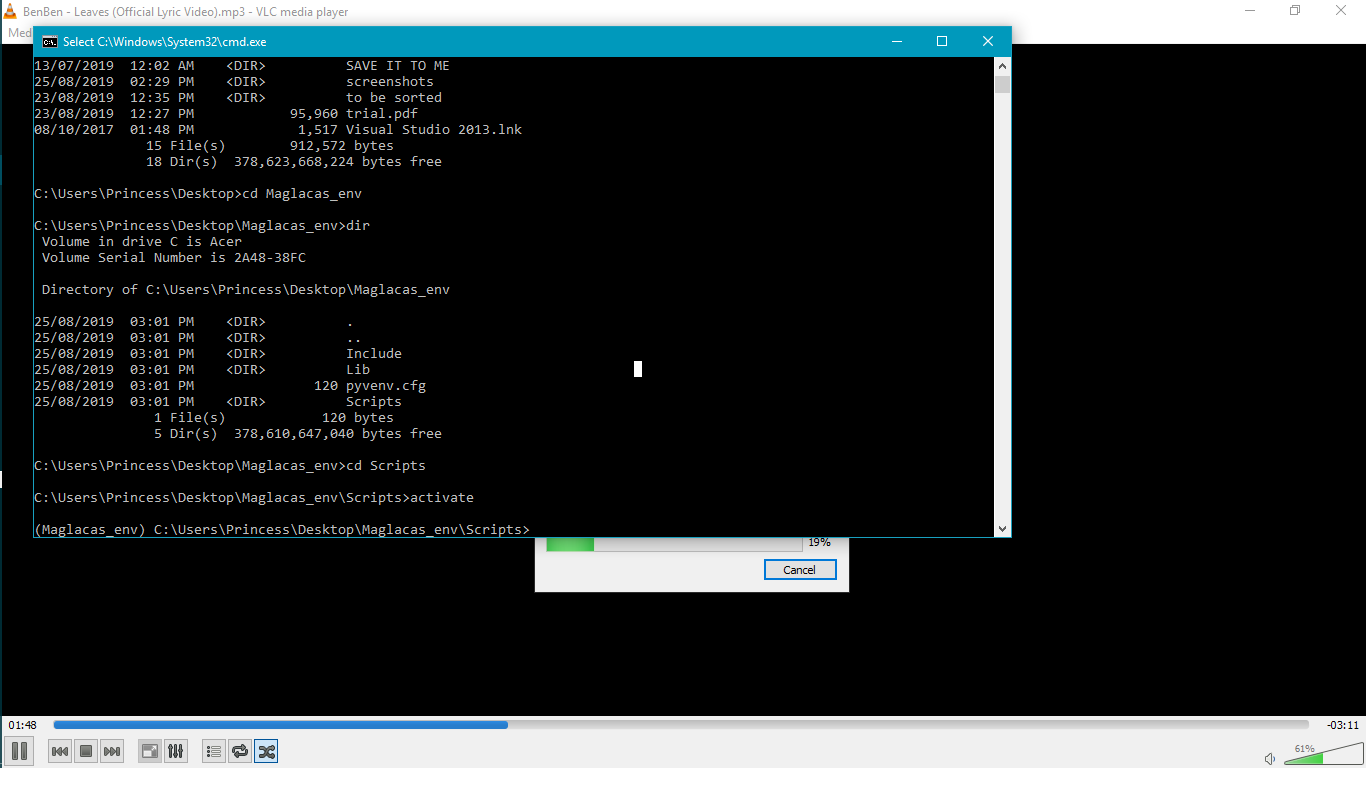 BenBen - Leaves (Official Lyric Video).mp3 - VLC media player
Med
Select C:\Windows\System32\cmd.exe
13/07/2019  12:02 AM    <DIR>          SAVE IT TO ME
25/08/2019  02:29 PM    <DIR>          screenshots
23/08/2019  12:35 PM    <DIR>          to be sorted
23/08/2019  12:27 PM            95,960 trial.pdf
08/10/2017  01:48 PM             1,517 Visual Studio 2013.lnk
              15 File(s)        912,572 bytes
              18 Dir(s)  378,623,668,224 bytes free
C:\Users\Princess\Desktop>cd Maglacas_env
C:\Users\Princess\Desktop\Maglacas_env>dir
 Volume in drive C is Acer
 Volume Serial Number is 2A48-38FC
 Directory of C:\Users\Princess\Desktop\Maglacas_env
25/08/2019  03:01 PM    <DIR>          .
25/08/2019  03:01 PM    <DIR>          ..
25/08/2019  03:01 PM    <DIR>          Include
25/08/2019  03:01 PM    <DIR>          Lib
25/08/2019  03:01 PM               120 pyvenv.cfg
25/08/2019  03:01 PM    <DIR>          Scripts
               1 File(s)            120 bytes
               5 Dir(s)  378,610,647,040 bytes free
C:\Users\Princess\Desktop\Maglacas_env>cd Scripts
C:\Users\Princess\Desktop\Maglacas_env\Scripts>activate
(Maglacas_env) C:\Users\Princess\Desktop\Maglacas_env\Scripts>
19%
Cancel
01:48
-03:11
61%